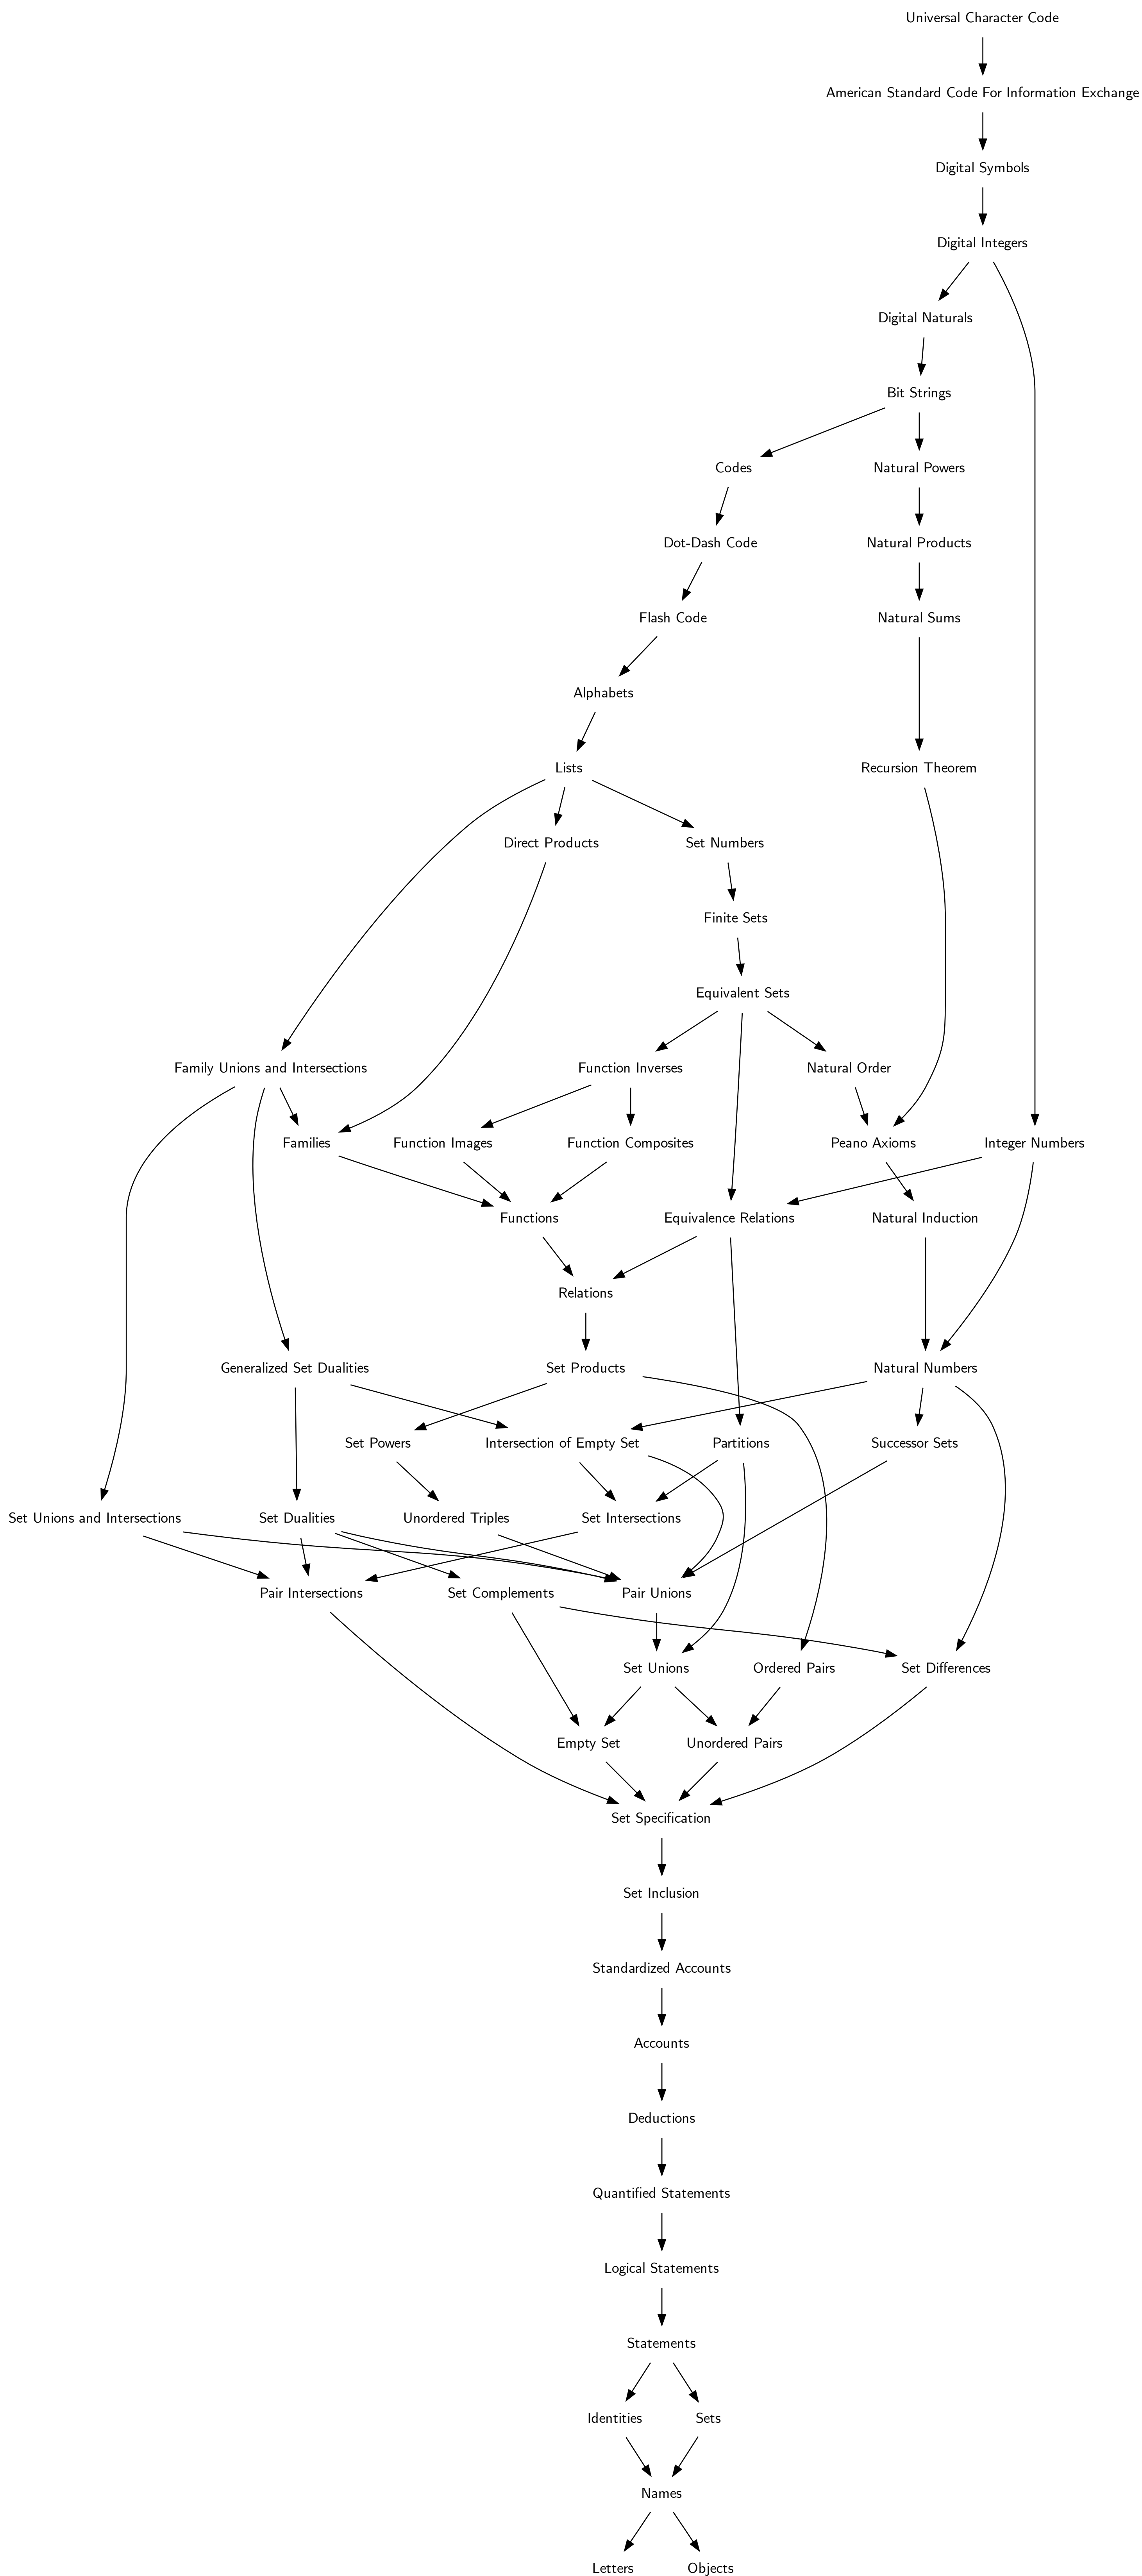 Universal Character Code
American Standard Code For Information Exchange
Digital Symbols
Digital Integers
Digital Naturals
Bit Strings
Codes
Natural Powers
Dot-Dash Code
Natural Products
Flash Code
Natural Sums
Alphabets
Lists
Recursion Theorem
Direct Products
Set Numbers
Finite Sets
Equivalent Sets
Family Unions and Intersections
Function Inverses
Natural Order
Families
Function Images
Function Composites
Peano Axioms
Integer Numbers
Functions
Equivalence Relations
Natural Induction
Relations
Generalized Set Dualities
Set Products
Natural Numbers
Set Powers
Intersection of Empty Set
Partitions
Successor Sets
Set Unions and Intersections
Set Dualities
Unordered Triples
Set Intersections
Pair Intersections
Set Complements
Pair Unions
Set Unions
Ordered Pairs
Set Differences
Empty Set
Unordered Pairs
Set Specification
Set Inclusion
Standardized Accounts
Accounts
Deductions
Quantified Statements
Logical Statements
Statements
Identities
Sets
Names
Letters
Objects